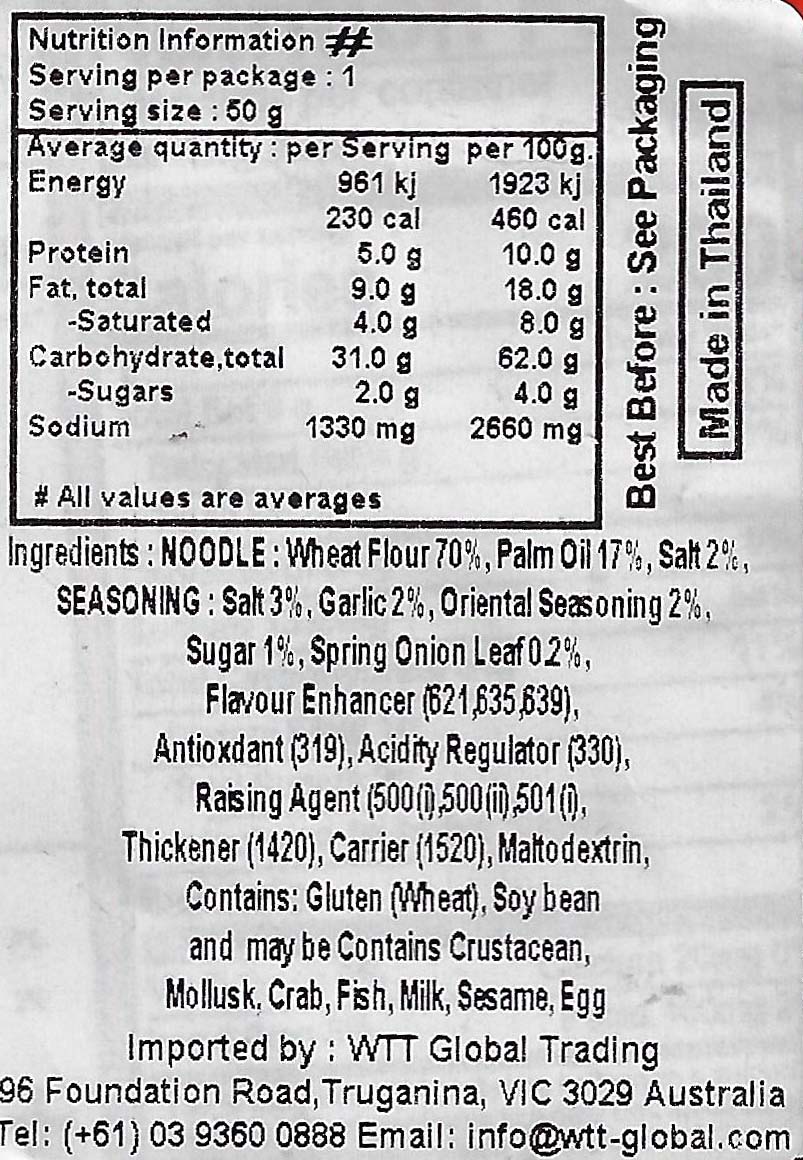 Nutrition Information #
Serving per package : 1
Serving size : 50 g
Average quantity : per Serving per 100g.
Energy 961 kj 1923 kj
230 cal 460 cal
Protein 5.0 g 10.0 g
Fat, total 9.0 g 18.0 g
-Saturated 4.0 g 8.0 g
Carbohydrate,total 31.0 g 62.0 g
-Sugars 2.0 g 4.0 g
Sodium 1330 mg 2660 mg
# All values are averages
Best Before : See Packaging
Made in Thailand
Ingredients : NOODLE : Wheat Flour 70%, Palm Oil 17%, Salt 2%,
SEASONING : Salt 3%, Garlic 2%, Oriental Seasoning 2%,
Sugar 1%, Spring Onion Leaf 0.2%,
Flavour Enhancer (621,635,639),
Antioxdant (319), Acidity Regulator (330),
Raising Agent (500(i),500(ii),501(i),
Thickener (1420), Carrier (1520), Maltodextrin,
Contains: Gluten (Wheat), Soy bean
and may be Contains Crustacean,
Mollusk, Crab, Fish, Milk, Sesame, Egg
Imported by : WTT Global Trading
96 Foundation Road,Truganina, VIC 3029 Australia
Tel: (+61) 03 9360 0888 Email: info@wtt-global.com